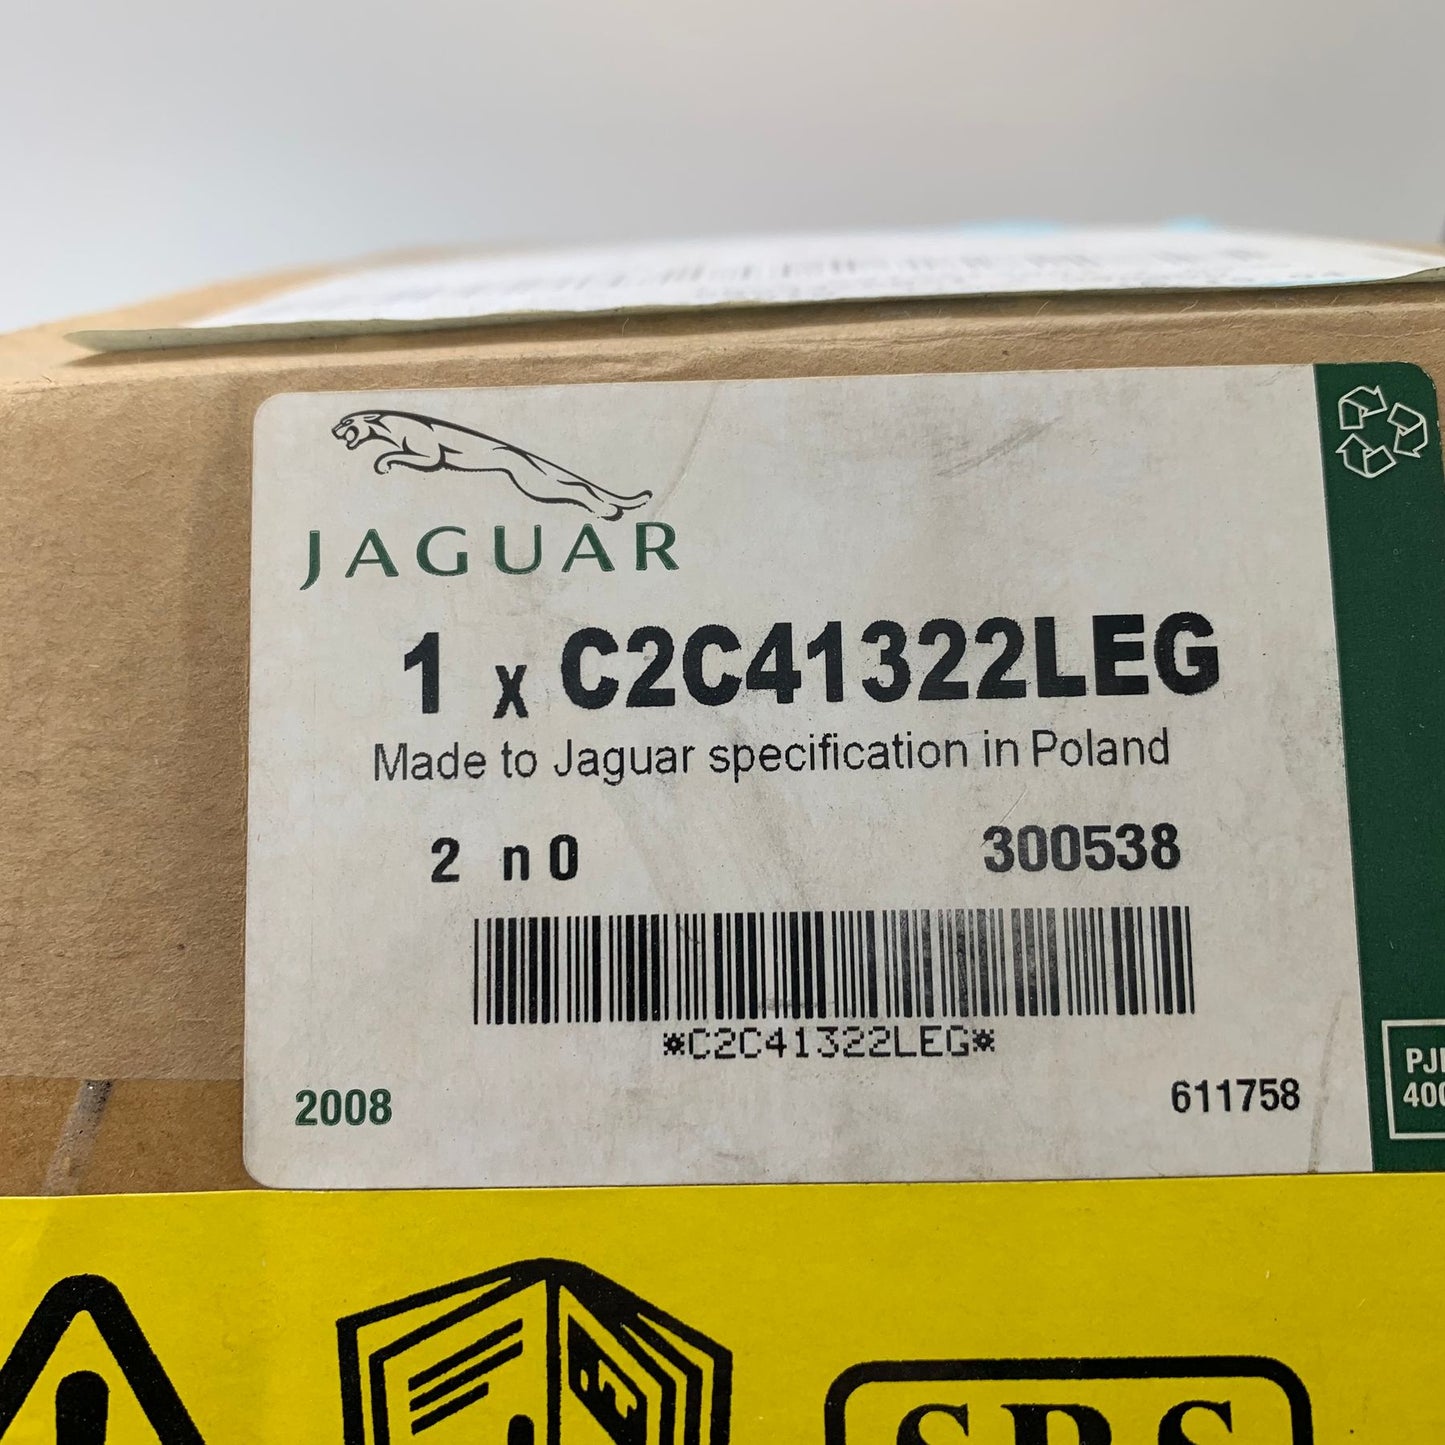 JAGUAR
1 x C2C41322LEG
Made to Jaguar specification in Poland
2 n0 300538
*C2C41322LEG*
2008 611758
SRS